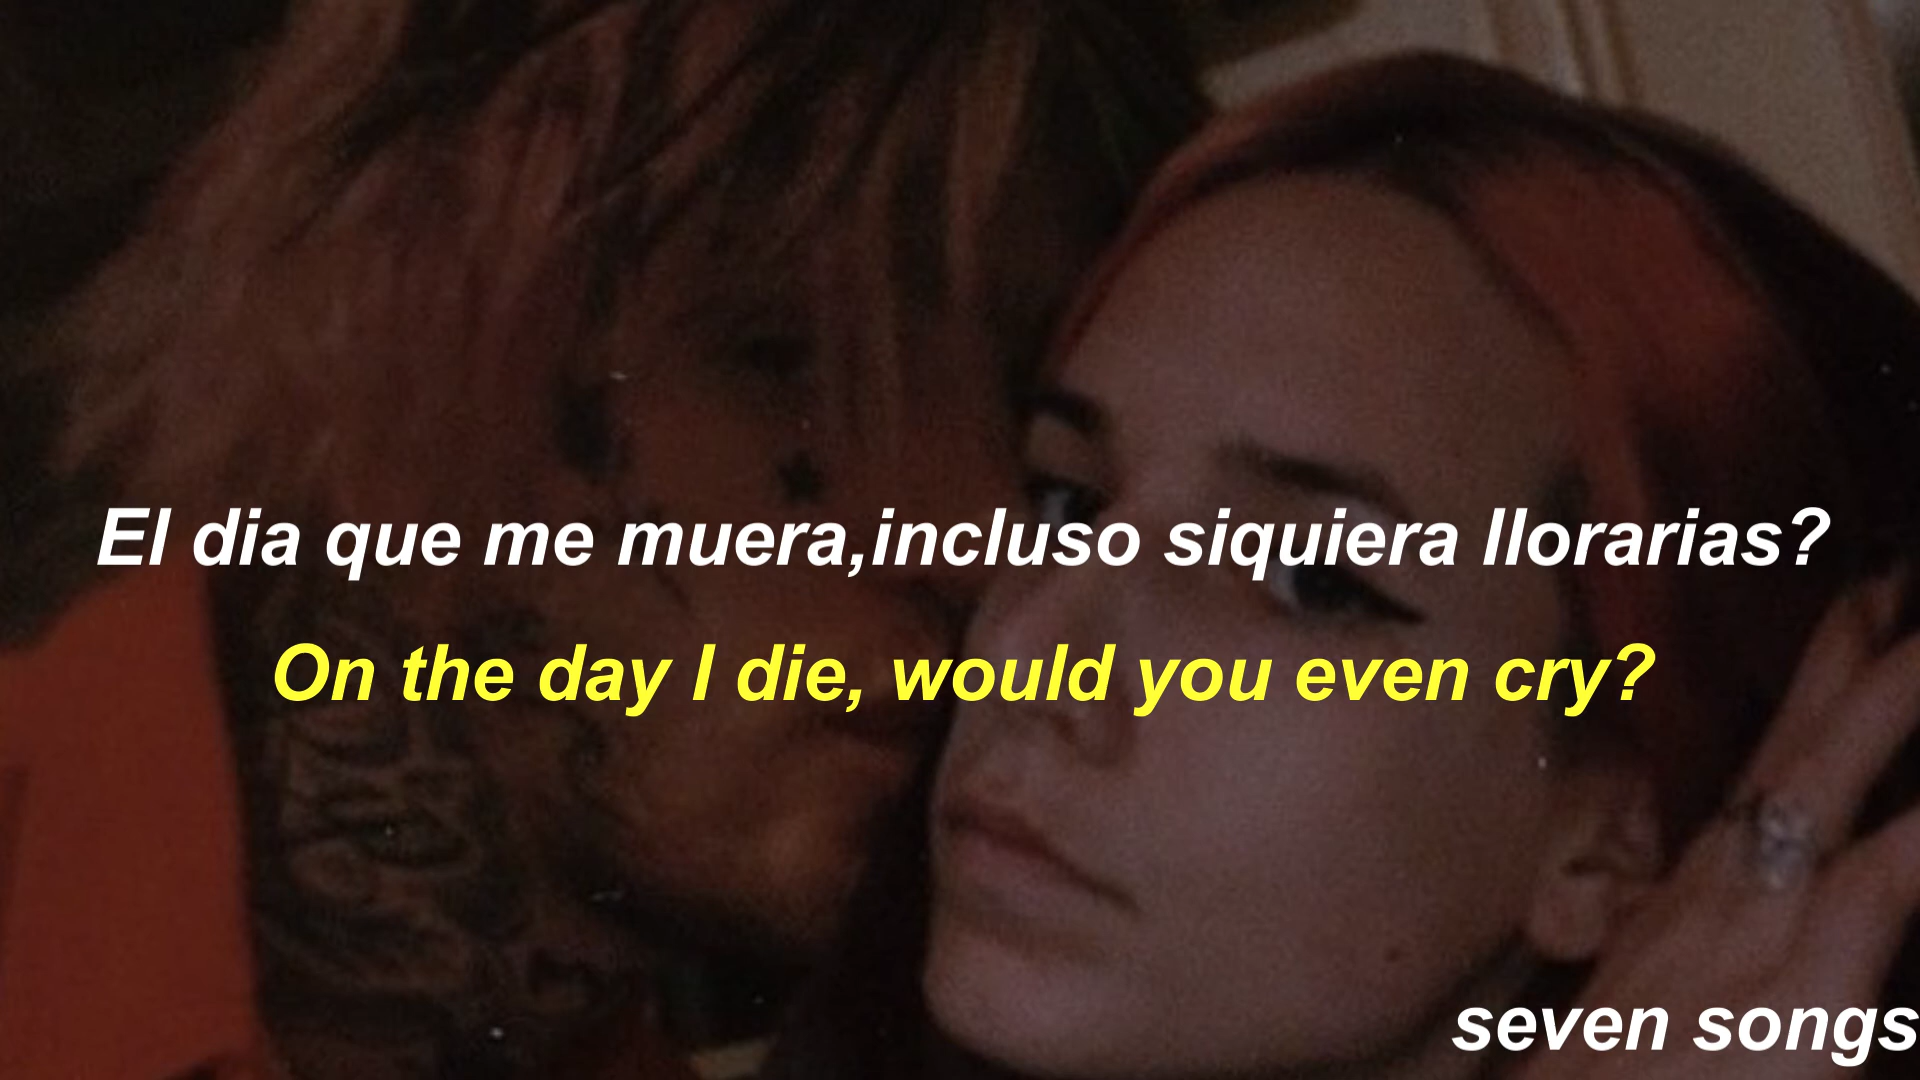 El dia que me muera,incluso siquiera llorarias?
On the day I die, would you even cry?
seven songs